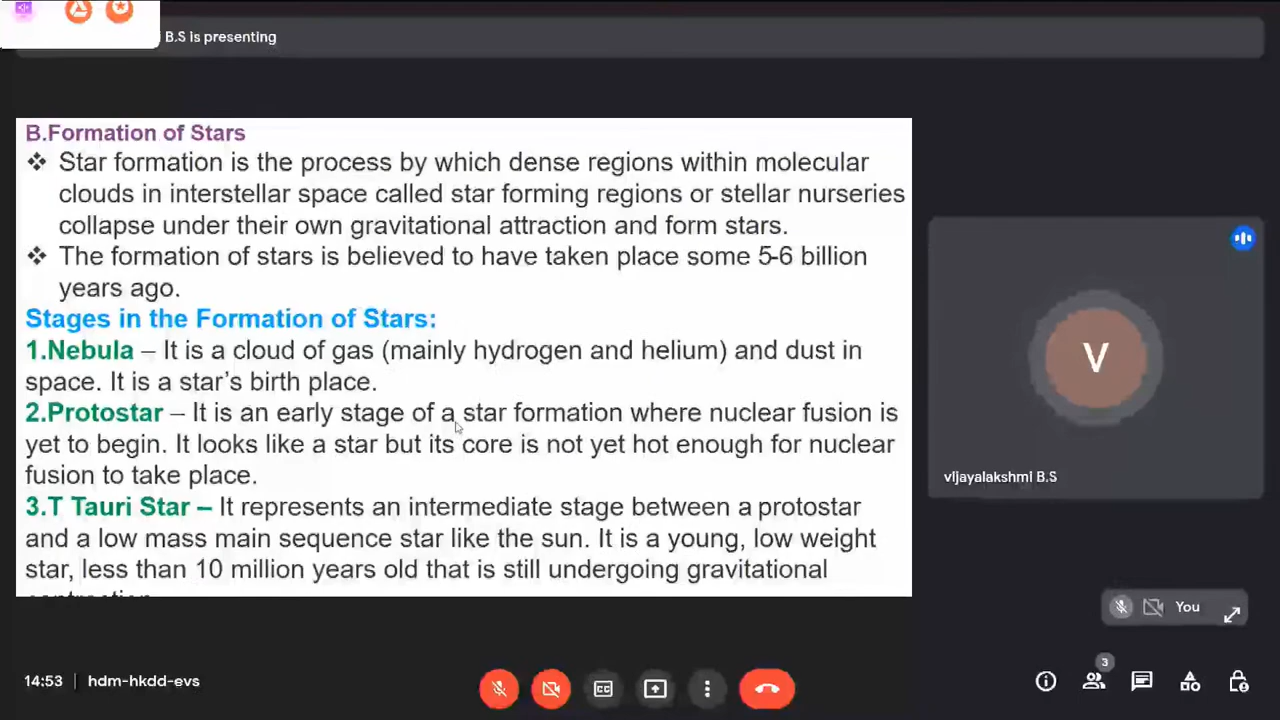 B.S is presenting
B.Formation of Stars
❖ Star formation is the process by which dense regions within molecular
clouds in interstellar space called star forming regions or stellar nurseries
collapse under their own gravitational attraction and form stars.
❖ The formation of stars is believed to have taken place some 5-6 billion
years ago.
Stages in the Formation of Stars:
1.Nebula – It is a cloud of gas (mainly hydrogen and helium) and dust in
space. It is a star's birth place.
2.Protostar – It is an early stage of a star formation where nuclear fusion is
yet to begin. It looks like a star but its core is not yet hot enough for nuclear
fusion to take place.
3.T Tauri Star – It represents an intermediate stage between a protostar
and a low mass main sequence star like the sun. It is a young, low weight
star, less than 10 million years old that is still undergoing gravitational
V
vijayalakshmi B.S
You
14:53 | hdm-hkdd-evs
3